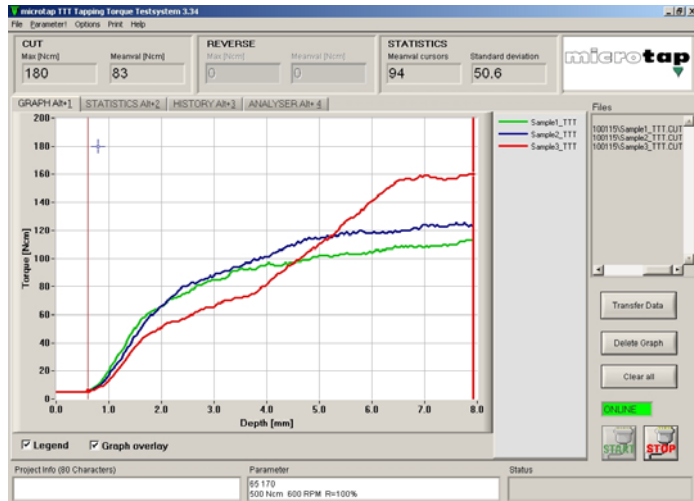 microtap TTT Tapping Torque Testsystem 3.34
File Parameter! Options Print Help
CUT
Max [Ncm] Meanval [Ncm]
180 83
REVERSE
Max [Ncm] Meanval [Ncm]
0 0
STATISTICS
Meanval cursors Standard deviation
94 50.6
microtap
GRAPH Alt+1 STATISTICS Alt+2 HISTORY Alt+3 ANALYSER Alt+4
Files
100115\Sample1_TTT.CUT
100115\Sample2_TTT.CUT
100115\Sample3_TTT.CUT
Sample1_TTT
Sample2_TTT
Sample3_TTT
Torque [Ncm]
200
180
160
140
120
100
80
60
40
20
0
0.0 1.0 2.0 3.0 4.0 5.0 6.0 7.0 8.0
Depth [mm]
Transfer Data
Delete Graph
Clear all
ONLINE
START STOP
Legend Graph overlay
Project Info (80 Characters)
Parameter
65 170
500 Ncm 600 RPM R=100%
Status